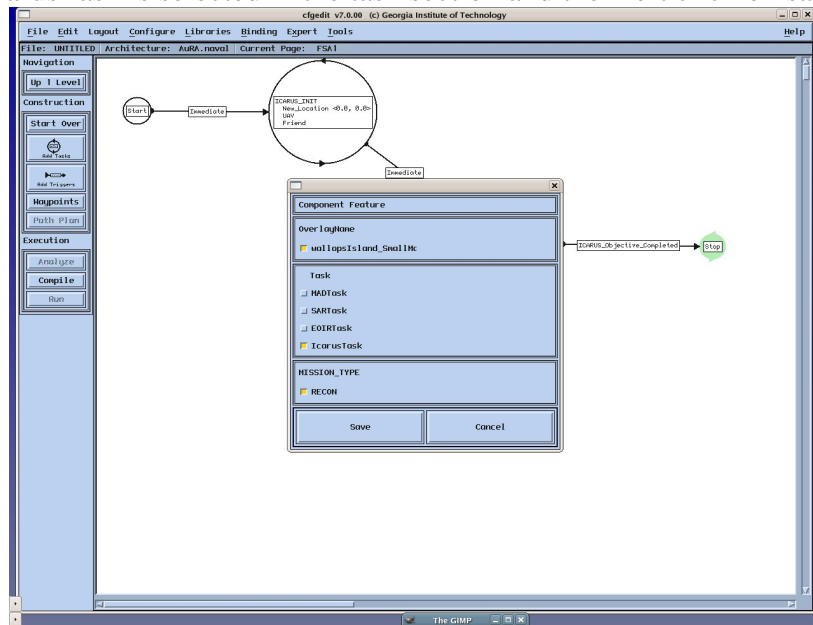 cfgedit v7.0.00 (c) Georgia Institute of Technology
File Edit Layout Configure Libraries Binding Expert Tools Help
File: UNTITLED Architecture: AuRA.naval Current Page: FSA1
Navigation
Up 1 Level
Construction
Start Over
Add Tasks
Add Triggers
Waypoints
Path Plan
Execution
Analyze
Compile
Run
Start
Immediate
ICARUS_INIT
New_Location <0.0, 0.0>
UAV
Friend
Immediate
Component Feature
OverlayName
wallopsIsland_SmallMc
Task
MADTask
SARTask
EOIRTask
IcarusTask
MISSION_TYPE
RECON
Save Cancel
ICARUS_Objective_Completed
Stop
The GIMP